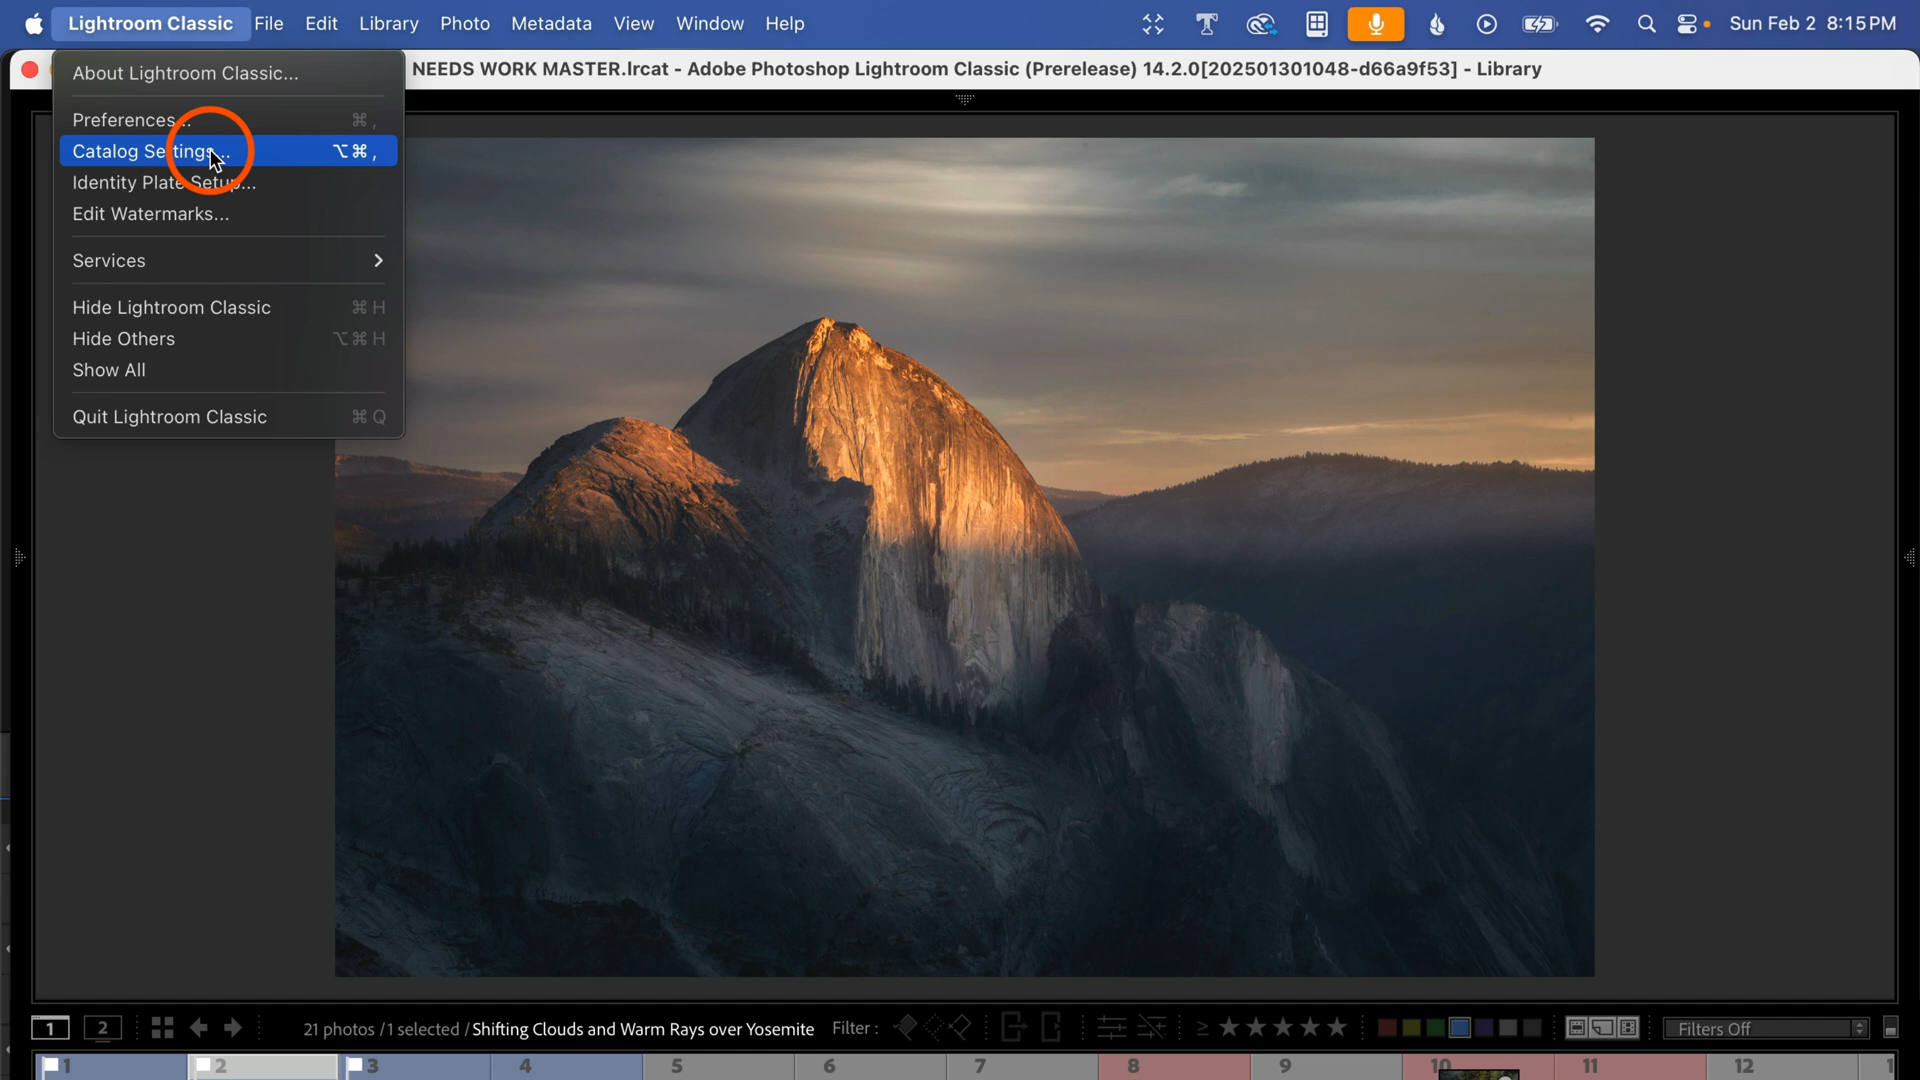 Lightroom Classic File Edit Library Photo Metadata View Window Help Sun Feb 2 8:15 PM
NEEDS WORK MASTER.lrcat - Adobe Photoshop Lightroom Classic (Prerelease) 14.2.0[202501301048-d66a9f53] - Library
About Lightroom Classic...
Preferences... ⌘ ,
Catalog Settings... ⌥⌘ ,
Identity Plate Setup...
Edit Watermarks...
Services
Hide Lightroom Classic ⌘ H
Hide Others ⌥⌘ H
Show All
Quit Lightroom Classic ⌘ Q
1 2 21 photos / 1 selected / Shifting Clouds and Warm Rays over Yosemite Filter : ≥ Filters Off
1 2 3 4 5 6 7 8 9 10 11 12